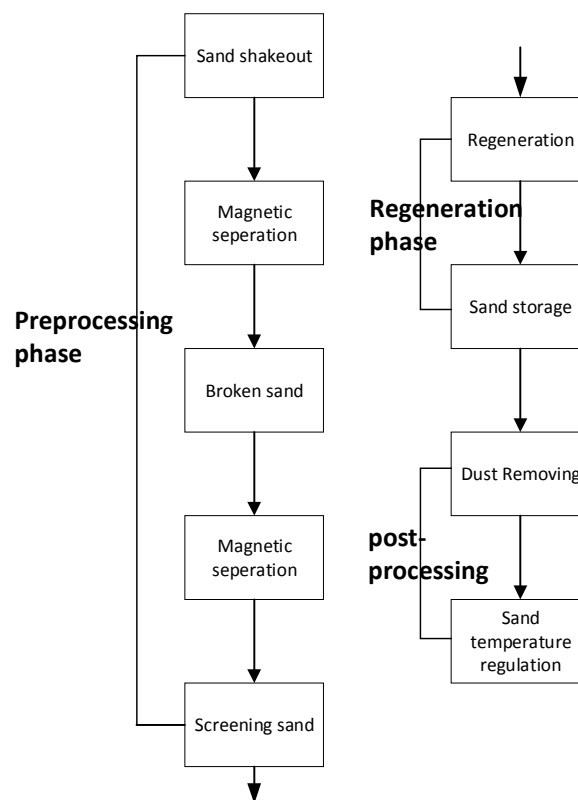 Sand shakeout
Magnetic
seperation
Preprocessing
phase
Broken sand
Magnetic
seperation
Screening sand
Regeneration
Regeneration
phase
Sand storage
Dust Removing
post-
processing
Sand
temperature
regulation